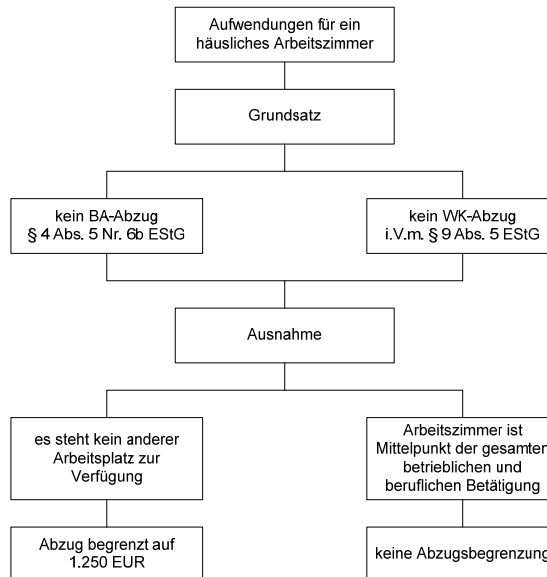 Aufwendungen für ein
häusliches Arbeitszimmer
Grundsatz
kein BA-Abzug
§ 4 Abs. 5 Nr. 6b EStG
kein WK-Abzug
i.V.m. § 9 Abs. 5 EStG
Ausnahme
es steht kein anderer
Arbeitsplatz zur
Verfügung
Arbeitszimmer ist
Mittelpunkt der gesamten
betrieblichen und
beruflichen Betätigung
Abzug begrenzt auf
1.250 EUR
keine Abzugsbegrenzung